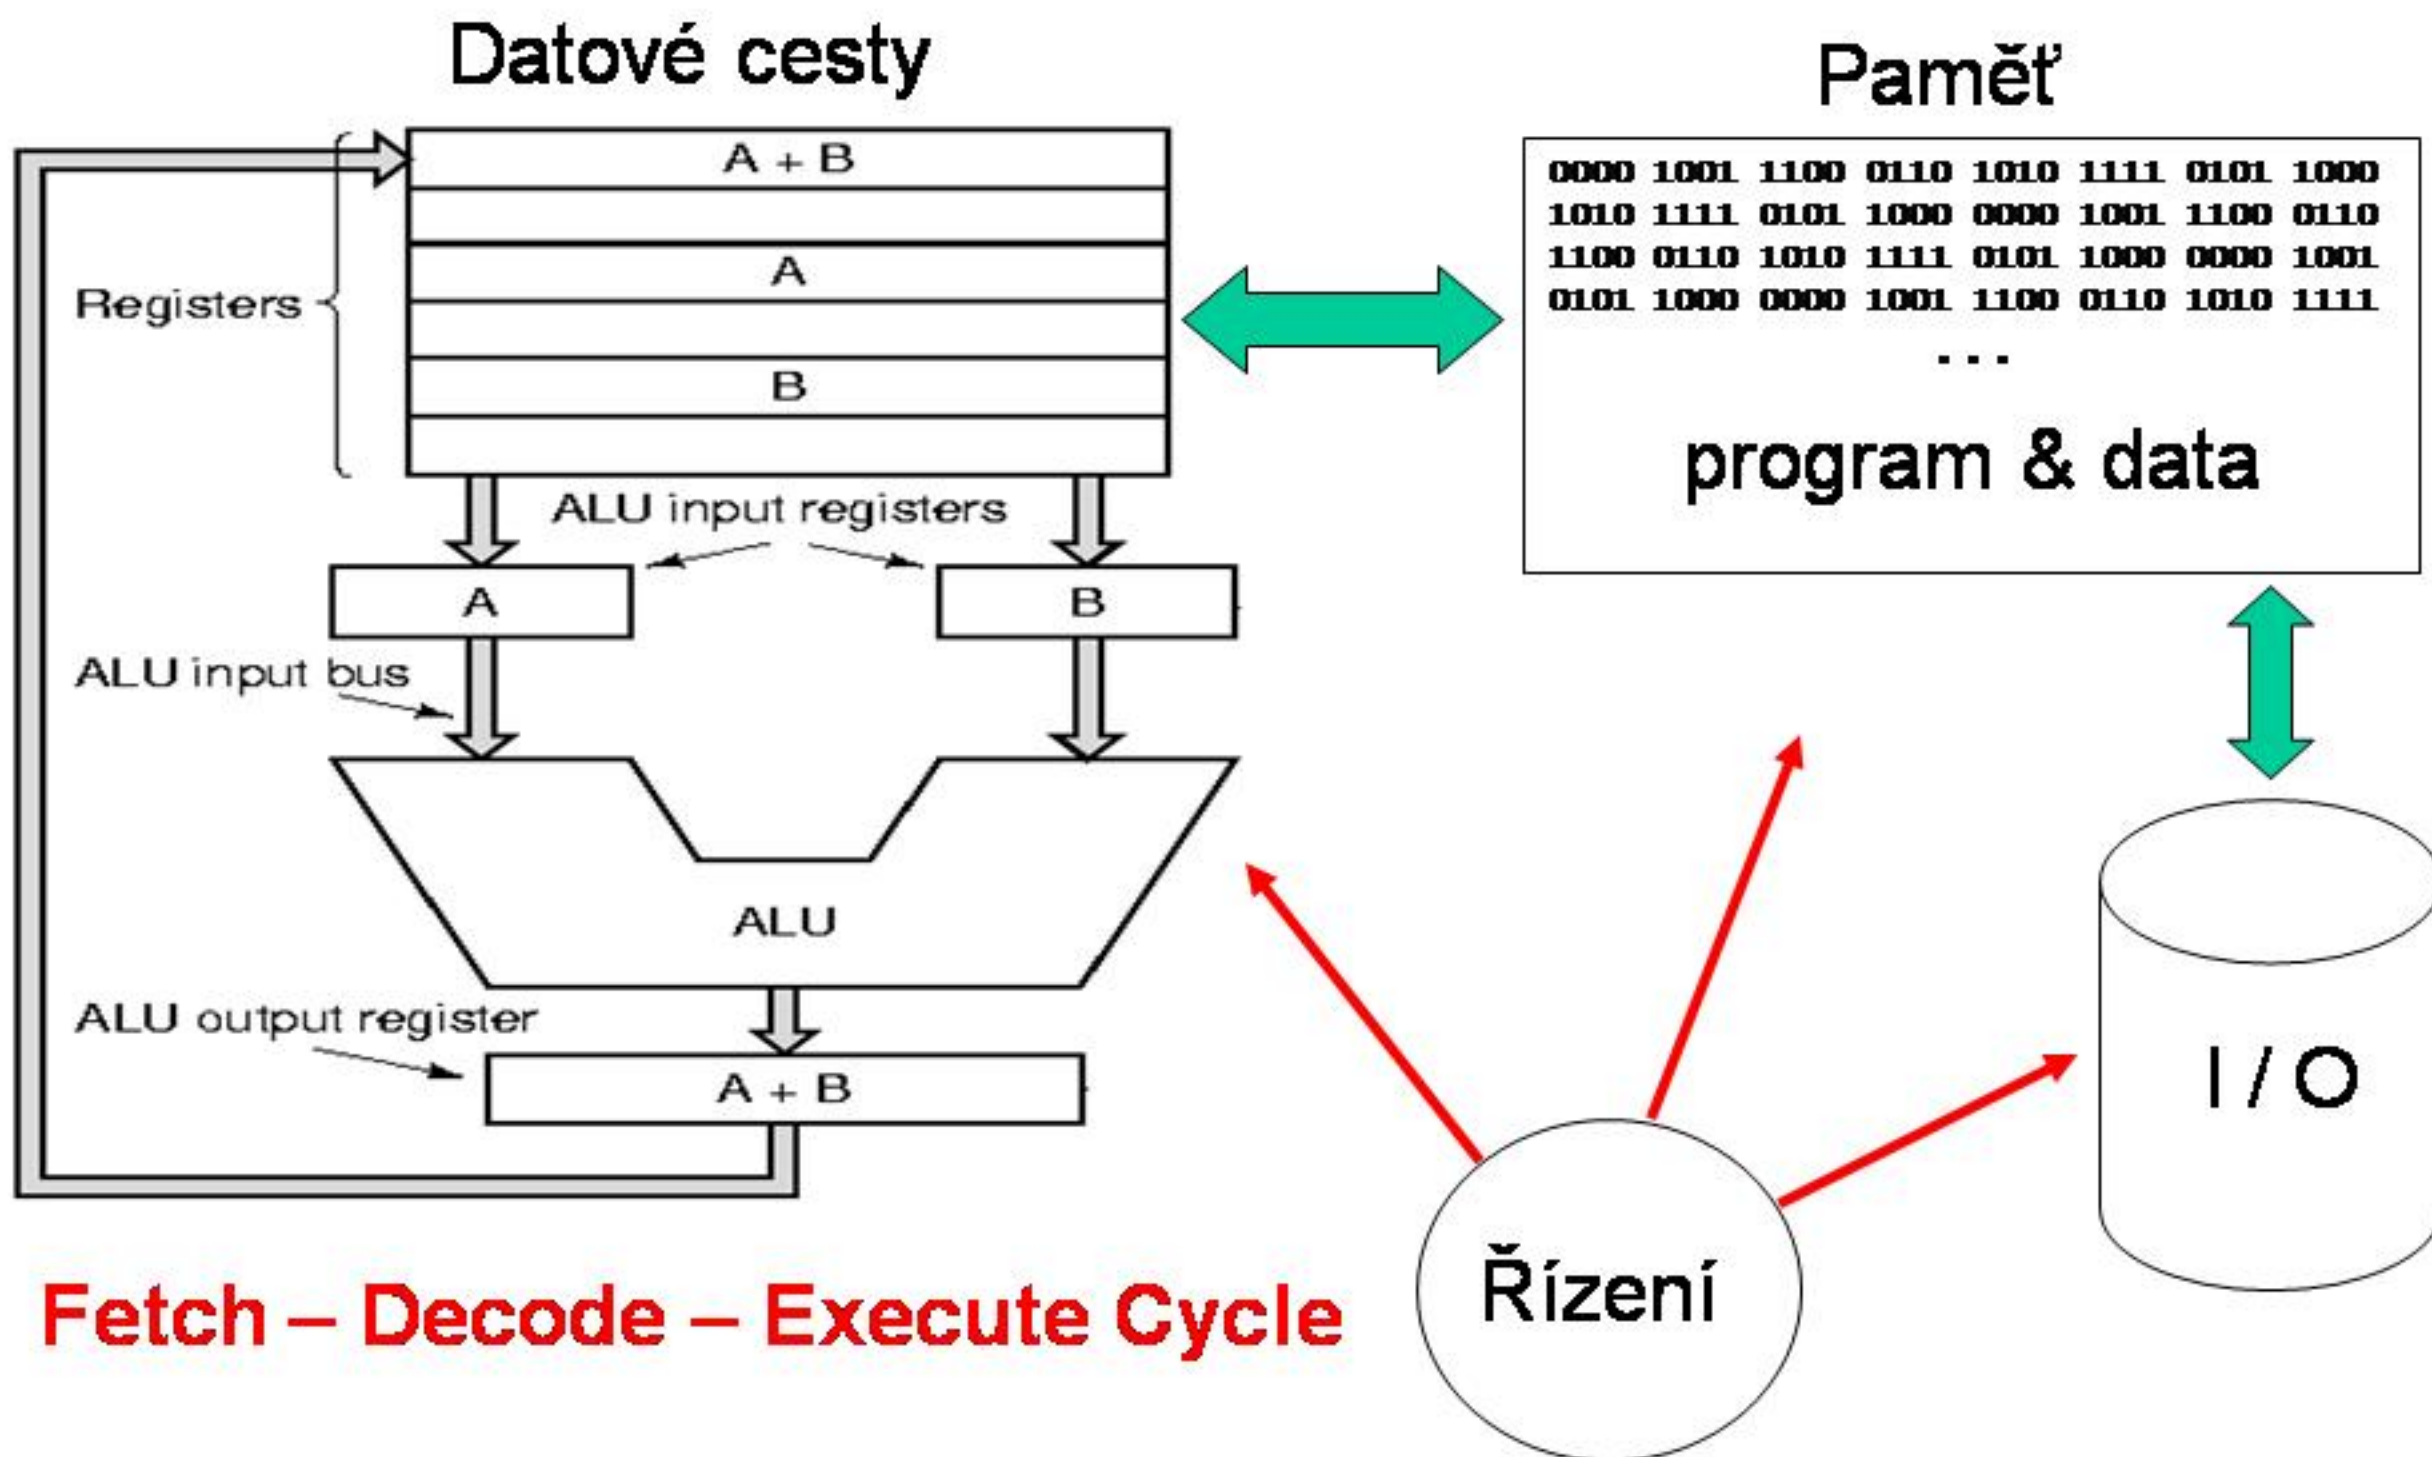 Datové cesty
Paměť
A + B
A
Registers
B
ALU input registers
A
B
ALU input bus
ALU
ALU output register
A + B
0000 1001 1100 0110 1010 1111 0101 1000
1010 1111 0101 1000 0000 1001 1100 0110
1100 0110 1010 1111 0101 1000 0000 1001
0101 1000 0000 1001 1100 0110 1010 1111
...
program & data
I / O
Řízení
Fetch – Decode – Execute Cycle